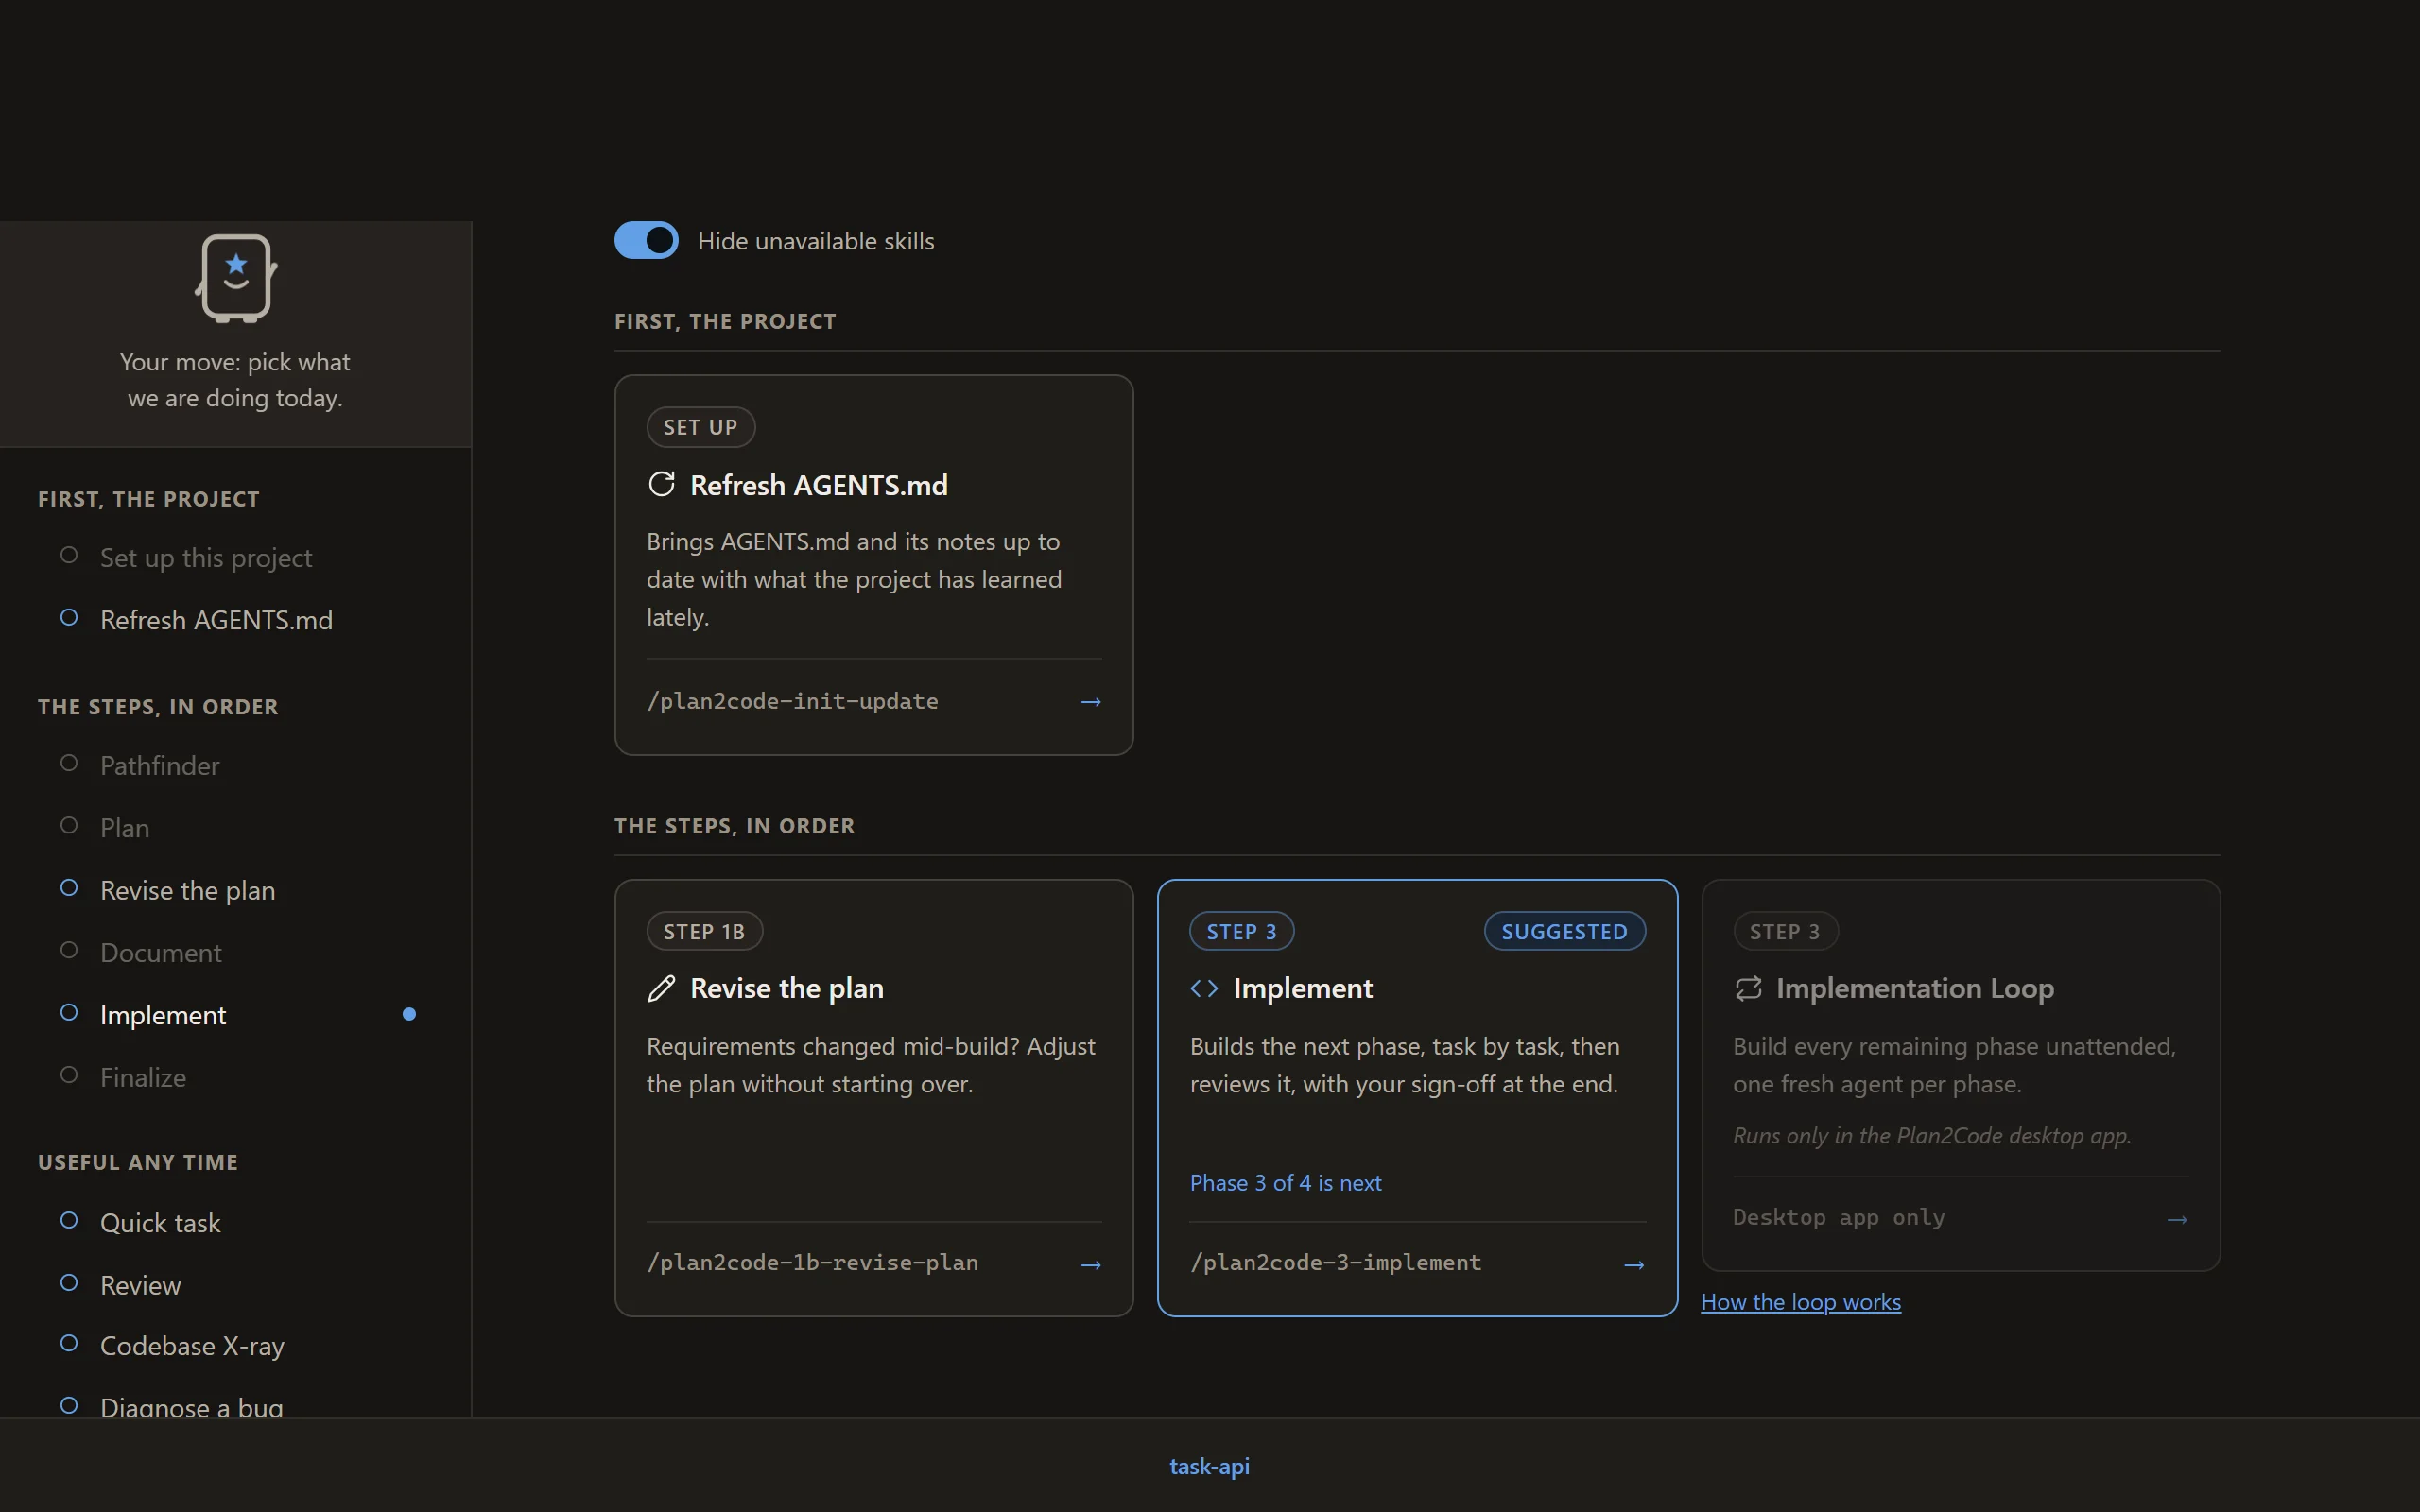 Your move: pick what
we are doing today.
FIRST, THE PROJECT
Set up this project
Refresh AGENTS.md
THE STEPS, IN ORDER
Pathfinder
Plan
Revise the plan
Document
Implement
Finalize
USEFUL ANY TIME
Quick task
Review
Codebase X-ray
Diagnose a bug
Hide unavailable skills
FIRST, THE PROJECT
SET UP
Refresh AGENTS.md
Brings AGENTS.md and its notes up to
date with what the project has learned
lately.
/plan2code-init-update →
THE STEPS, IN ORDER
STEP 1B
Revise the plan
Requirements changed mid-build? Adjust
the plan without starting over.
/plan2code-1b-revise-plan →
STEP 3 SUGGESTED
<> Implement
Builds the next phase, task by task, then
reviews it, with your sign-off at the end.
Phase 3 of 4 is next
/plan2code-3-implement →
STEP 3
Implementation Loop
Build every remaining phase unattended,
one fresh agent per phase.
Runs only in the Plan2Code desktop app.
Desktop app only →
How the loop works
task-api